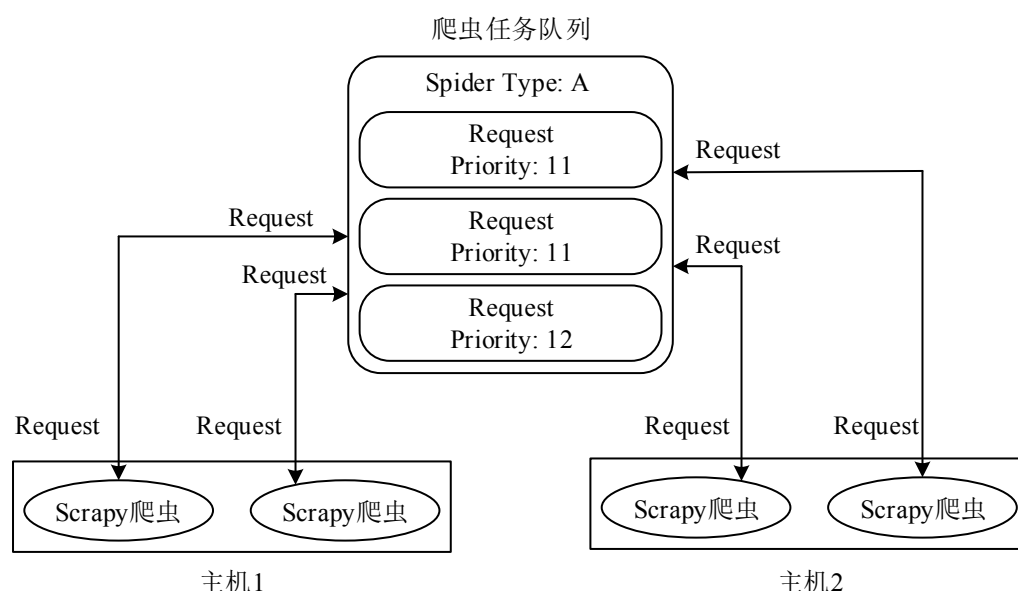 爬虫任务队列
Spider Type: A
Request
Priority: 11
Request
Priority: 11
Request
Priority: 12
Request
Request
Request
Request
Request
Request
Request
Request
Scrapy爬虫
Scrapy爬虫
Scrapy爬虫
Scrapy爬虫
主机1
主机2